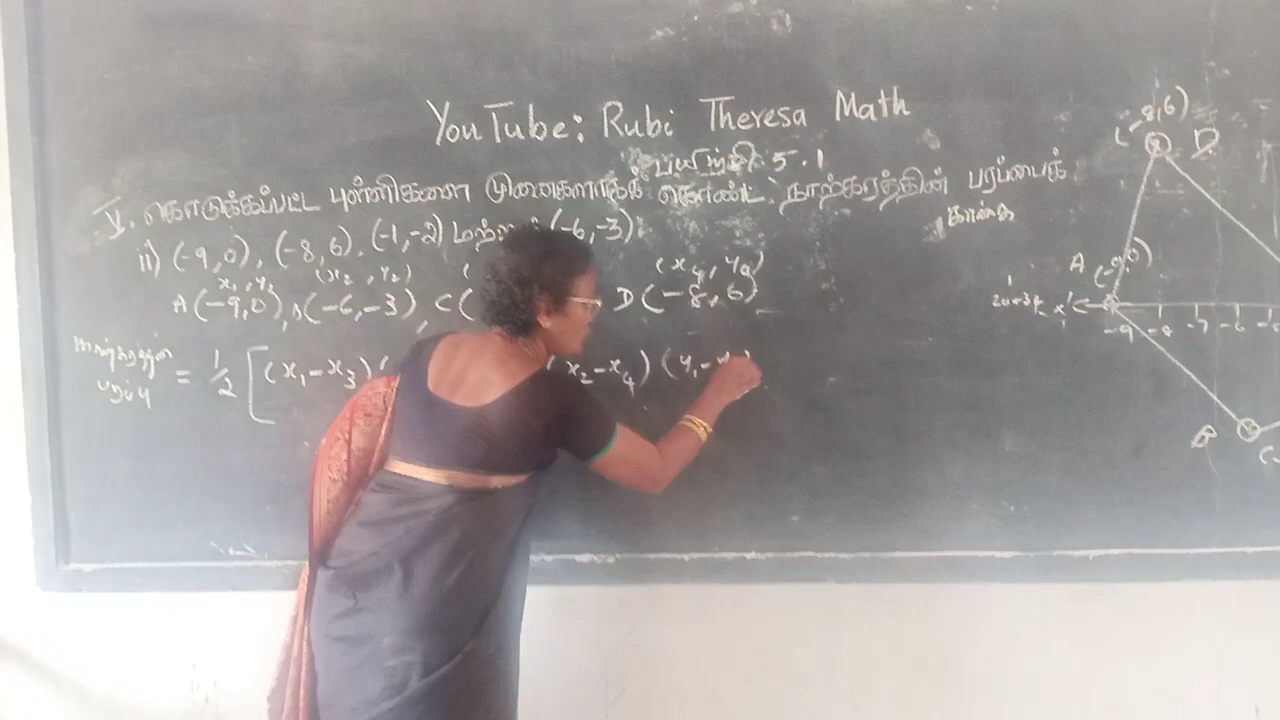 YouTube: Rubi Theresa Math
பயிற்சி 5.1
V. கொடுக்கப்பட்ட புள்ளிகளை முனைகளாகக் கொண்ட நாற்கரத்தின் பரப்பைக்
காண்க
ii) (-9,0), (-8,6). (-1,-2) மற்றும் (-6,-3).
x₁, y₁ (x₂, y₂) ( (x₄, y₄)
A(-9,0), B(-6,-3), C( D(-8,6)
நாற்கரத்தின்
பரப்பு = 1/2 [(x₁-x₃)( x₂-x₄)(y₁-y
(-8,6) D
A (-9,0)
x' -9 -8 -7 -6
B